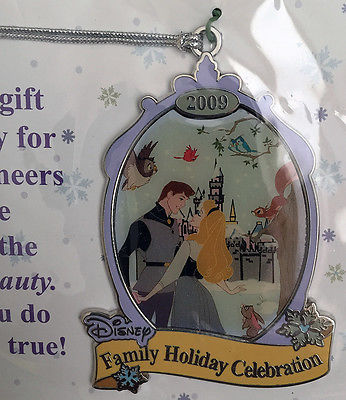 gift
y for
neers
e
the
auty.
u do
true!
2009
Disney
Family Holiday Celebration